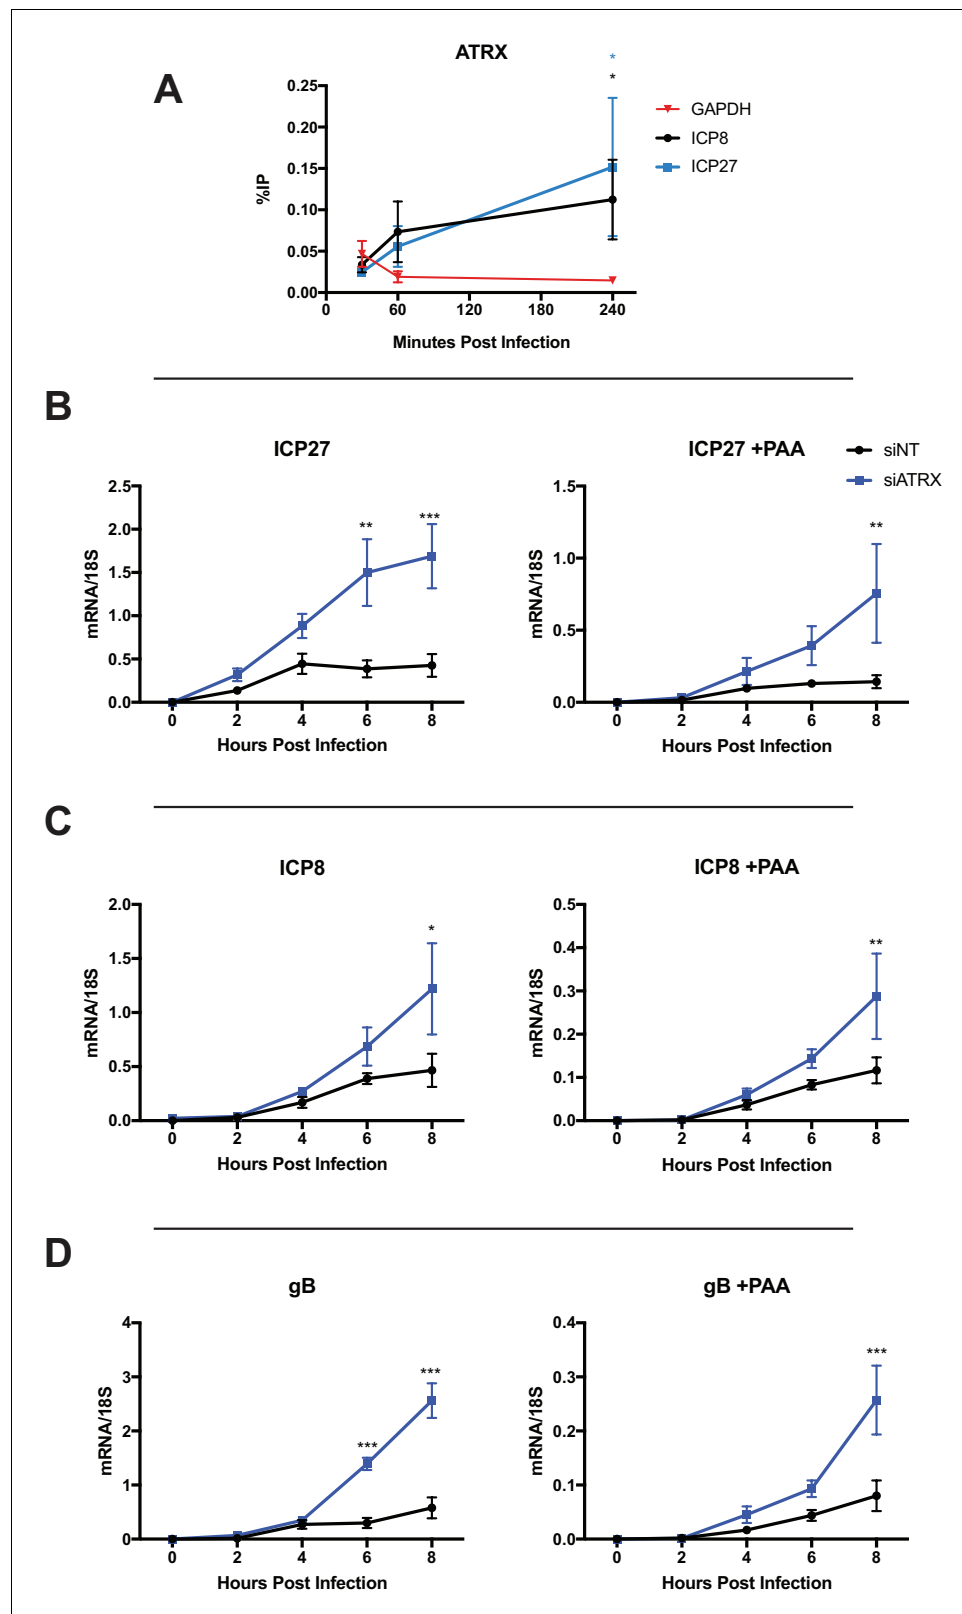 A
ATRX
*
*
0.25
0.20
0.15
0.10
0.05
0.00
%IP
0 60 120 180 240
Minutes Post Infection
GAPDH
ICP8
ICP27
B
ICP27
2.5
2.0
1.5
1.0
0.5
0.0
mRNA/18S
** ***
0 2 4 6 8
Hours Post Infection
ICP27 +PAA
siNT
siATRX
1.5
1.0
0.5
0.0
mRNA/18S
**
0 2 4 6 8
Hours Post Infection
C
ICP8
2.0
1.5
1.0
0.5
0.0
mRNA/18S
*
0 2 4 6 8
Hours Post Infection
ICP8 +PAA
0.5
0.4
0.3
0.2
0.1
0.0
mRNA/18S
**
0 2 4 6 8
Hours Post Infection
D
gB
4
3
2
1
0
mRNA/18S
*** ***
0 2 4 6 8
Hours Post Infection
gB +PAA
0.4
0.3
0.2
0.1
0.0
mRNA/18S
***
0 2 4 6 8
Hours Post Infection